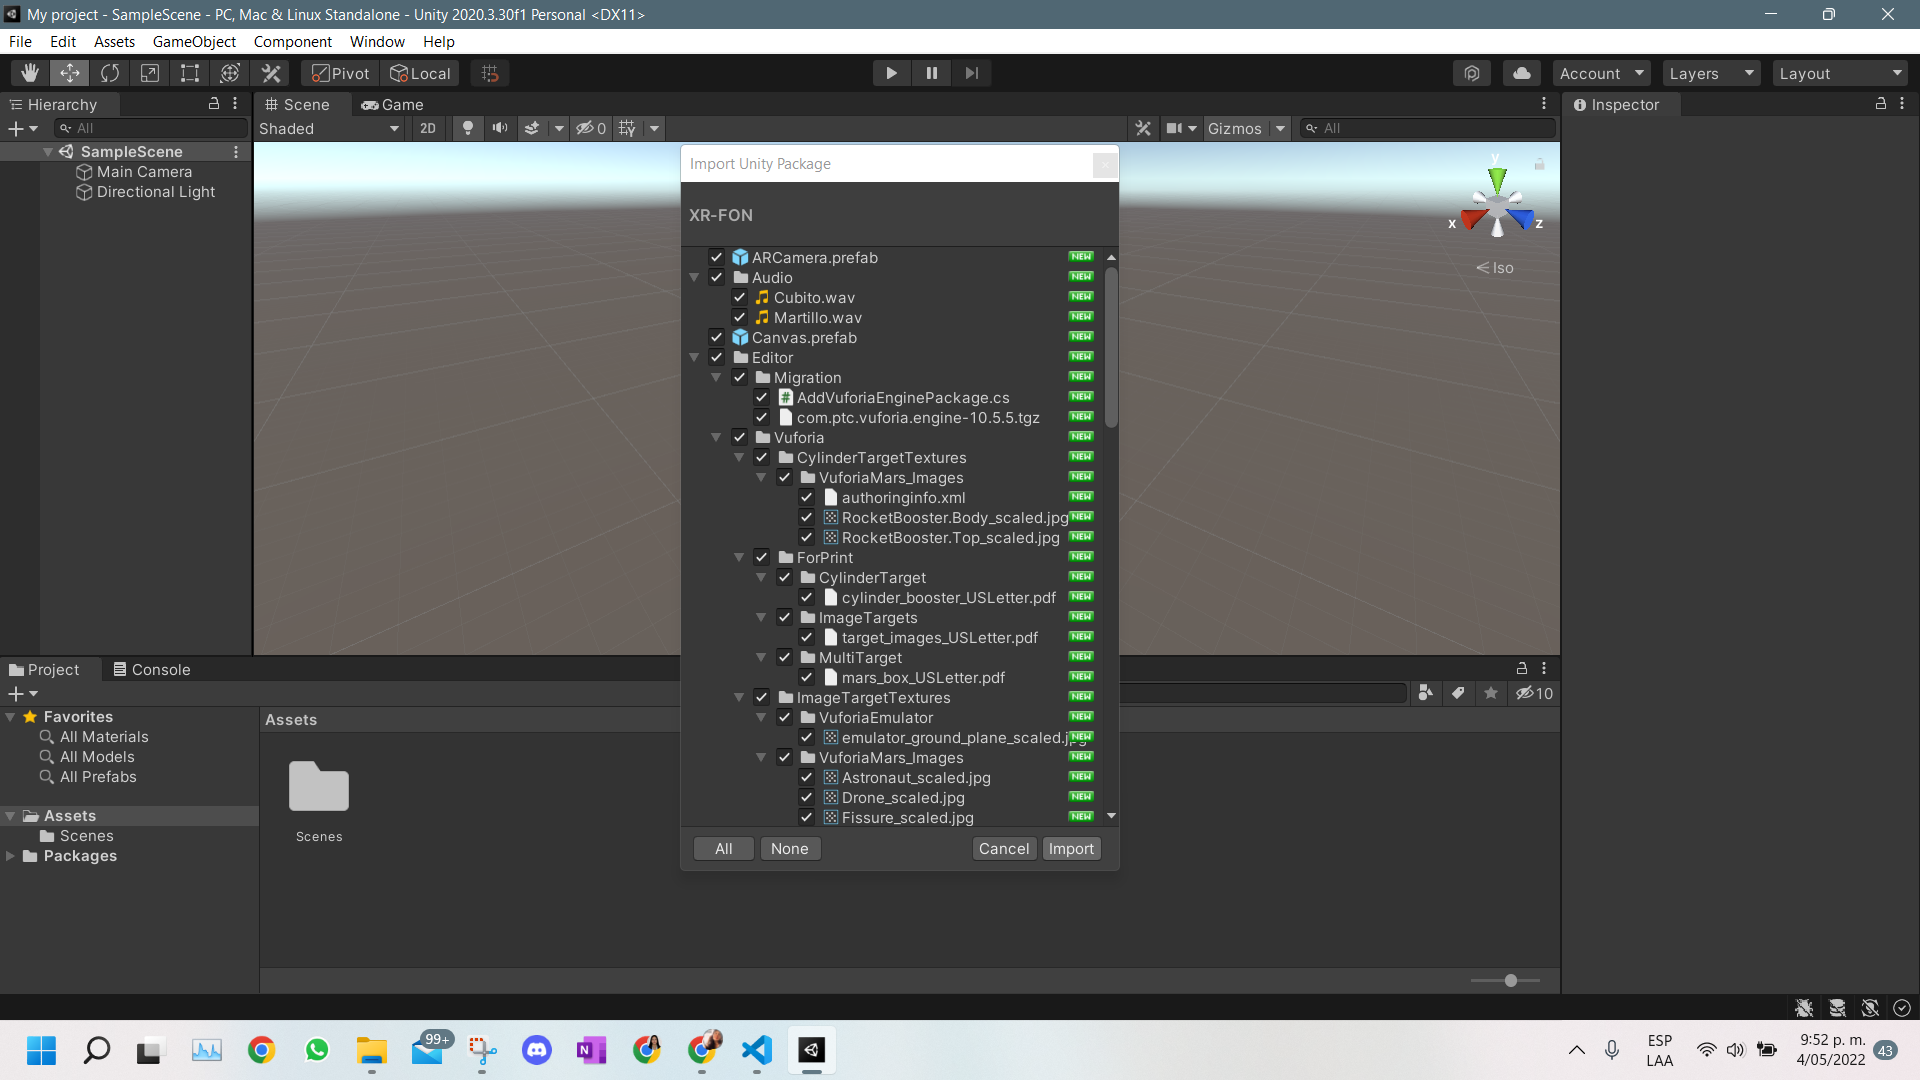 My project - SampleScene - PC, Mac & Linux Standalone - Unity 2020.3.30f1 Personal <DX11>
File Edit Assets GameObject Component Window Help
Pivot Local Account Layers Layout
Hierarchy Scene Game Inspector
All Shaded 2D 0 Gizmos All
SampleScene
Main Camera
Directional Light
Import Unity Package
y
x z
Iso
XR-FON
ARCamera.prefab NEW
Audio NEW
Cubito.wav NEW
Martillo.wav NEW
Canvas.prefab NEW
Editor NEW
Migration NEW
AddVuforiaEnginePackage.cs NEW
com.ptc.vuforia.engine-10.5.5.tgz NEW
Vuforia NEW
CylinderTargetTextures NEW
VuforiaMars_Images NEW
authoringinfo.xml NEW
RocketBooster.Body_scaled.jpg NEW
RocketBooster.Top_scaled.jpg NEW
ForPrint NEW
CylinderTarget NEW
cylinder_booster_USLetter.pdf NEW
ImageTargets NEW
target_images_USLetter.pdf NEW
MultiTarget NEW
mars_box_USLetter.pdf NEW
ImageTargetTextures NEW
VuforiaEmulator NEW
emulator_ground_plane_scaled.jpg NEW
VuforiaMars_Images NEW
Astronaut_scaled.jpg NEW
Drone_scaled.jpg NEW
Fissure_scaled.jpg NEW
All None Cancel Import
Project Console
10
Favorites
All Materials
All Models
All Prefabs
Assets
Scenes
Packages
Assets
Scenes
99+
ESP
LAA
9:52 p. m.
4/05/2022
43